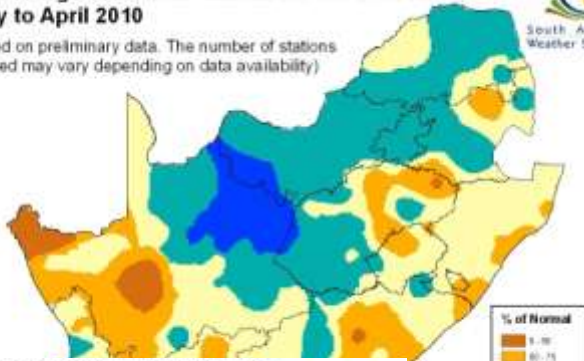 y to April 2010
ed on preliminary data. The number of stations
ed may vary depending on data availability)
South A
Weather S
% of Normal